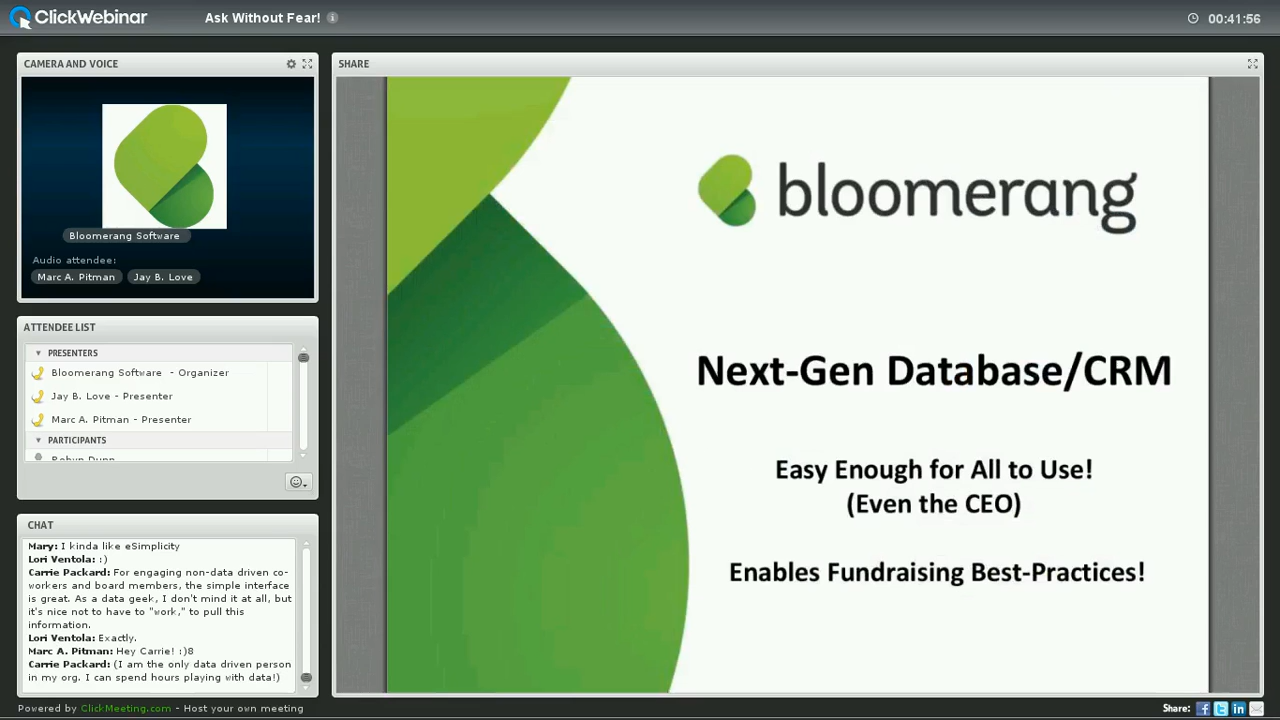 ClickWebinar
Ask Without Fear!
00:41:56
CAMERA AND VOICE
Bloomerang Software
Audio attendee:
Marc A. Pitman
Jay B. Love
ATTENDEE LIST
PRESENTERS
Bloomerang Software - Organizer
Jay B. Love - Presenter
Marc A. Pitman - Presenter
PARTICIPANTS
Robyn Dunn
CHAT
Mary: I kinda like eSimplicity
Lori Ventola: :)
Carrie Packard: For engaging non-data driven co-
workers and board members, the simple interface
is great. As a data geek, I don't mind it at all, but
it's nice not to have to "work," to pull this
information.
Lori Ventola: Exactly.
Marc A. Pitman: Hey Carrie! :)8
Carrie Packard: (I am the only data driven person
in my org. I can spend hours playing with data!)
SHARE
bloomerang
Next-Gen Database/CRM
Easy Enough for All to Use!
(Even the CEO)
Enables Fundraising Best-Practices!
Powered by ClickMeeting.com - Host your own meeting
Share: